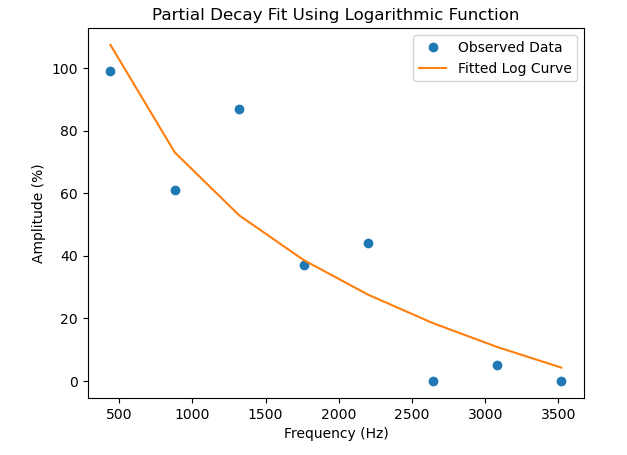 Partial Decay Fit Using Logarithmic Function
Observed Data
Fitted Log Curve
Amplitude (%)
100
80
60
40
20
0
500 1000 1500 2000 2500 3000 3500
Frequency (Hz)